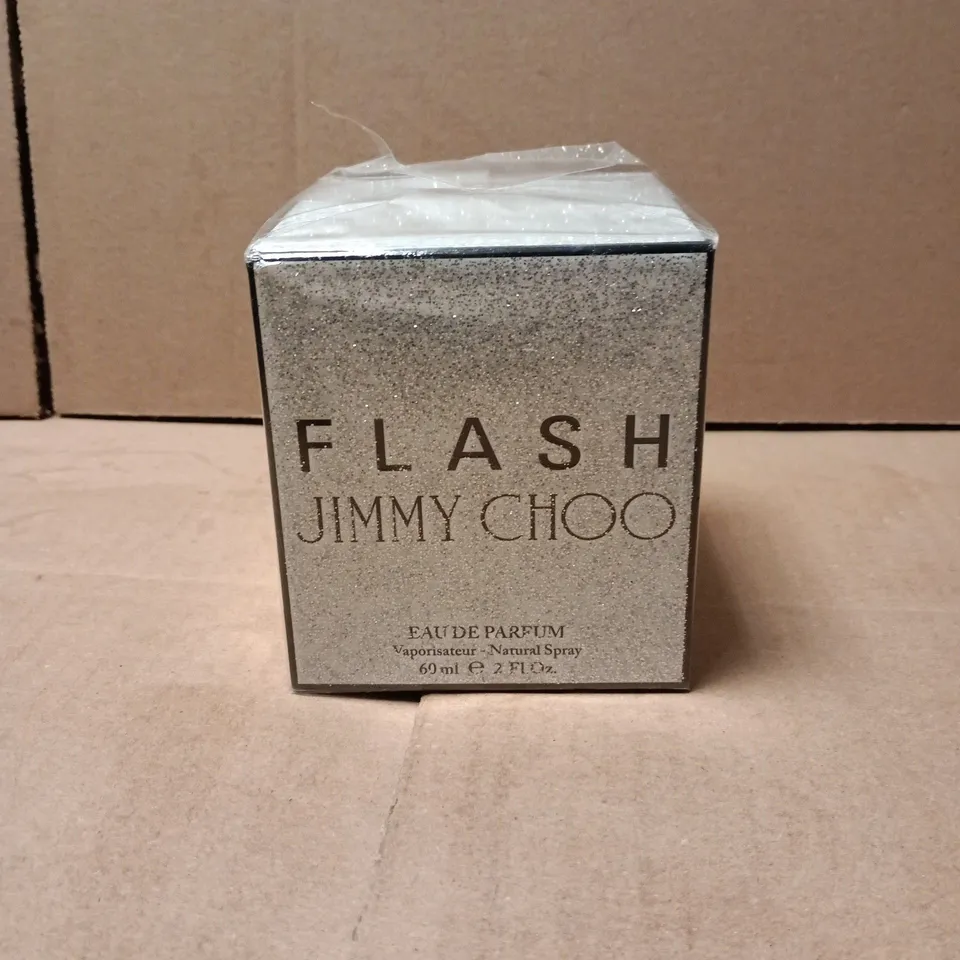 FLASH
JIMMY CHOO
EAU DE PARFUM
Vaporisateur - Natural Spray
60 ml ℮ 2 Fl Oz.